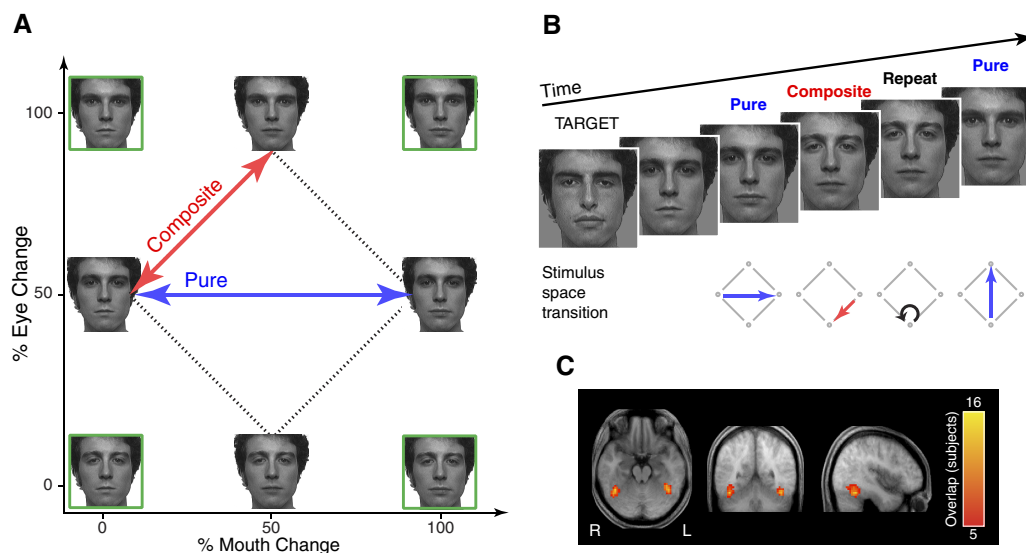 A
% Eye Change
100
50
0
Composite
Pure
0
50
100
% Mouth Change
B
Time
TARGET
Pure
Composite
Repeat
Pure
Stimulus
space
transition
C
R
L
16
Overlap (subjects)
5